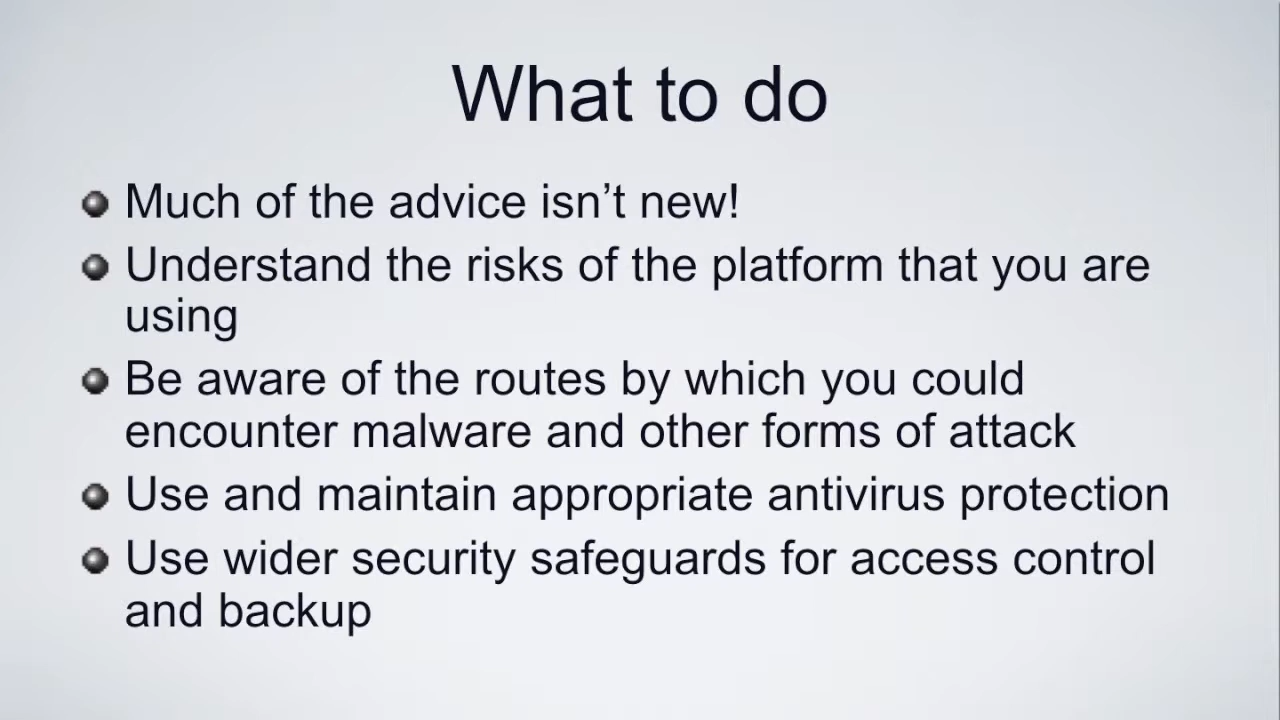 What to do
Much of the advice isn’t new!
Understand the risks of the platform that you are
using
Be aware of the routes by which you could
encounter malware and other forms of attack
Use and maintain appropriate antivirus protection
Use wider security safeguards for access control
and backup